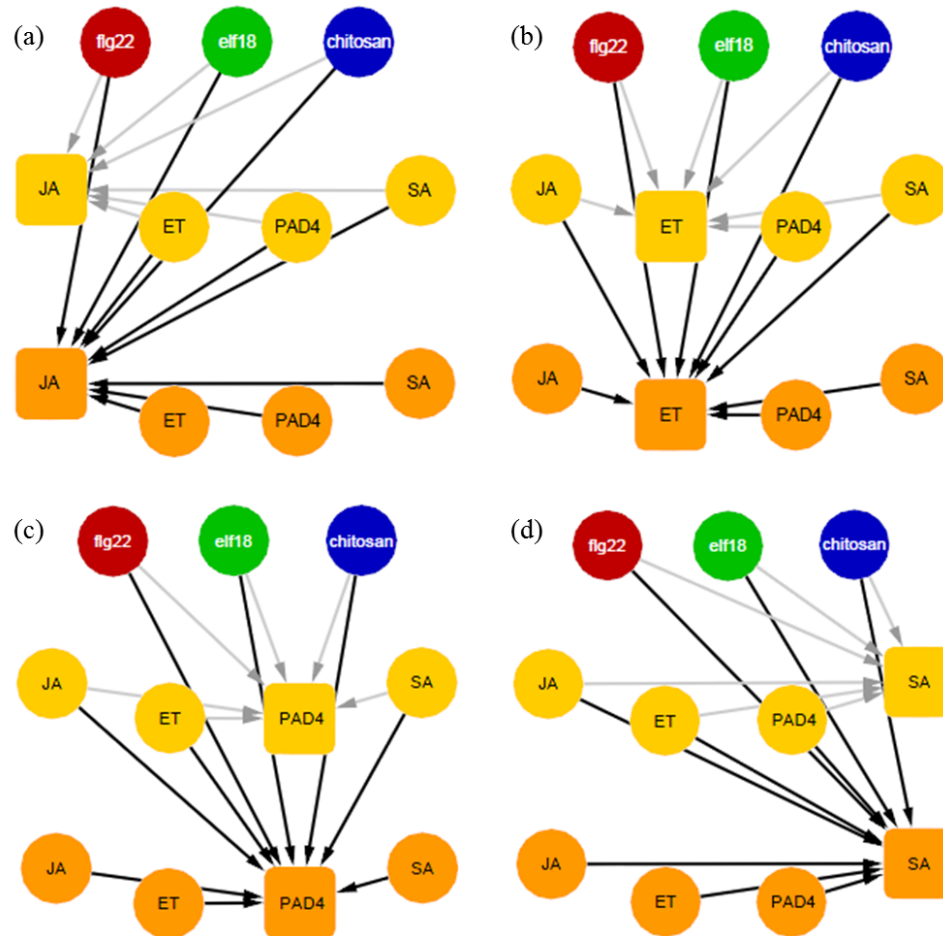 (a) flg22 elf18 chitosan
JA SA
ET PAD4
JA SA
ET PAD4
(b) flg22 elf18 chitosan
JA SA
ET PAD4
JA SA
ET PAD4
(c) flg22 elf18 chitosan
JA SA
ET PAD4
JA SA
ET PAD4
(d) flg22 elf18 chitosan
JA SA
ET PAD4
JA SA
ET PAD4